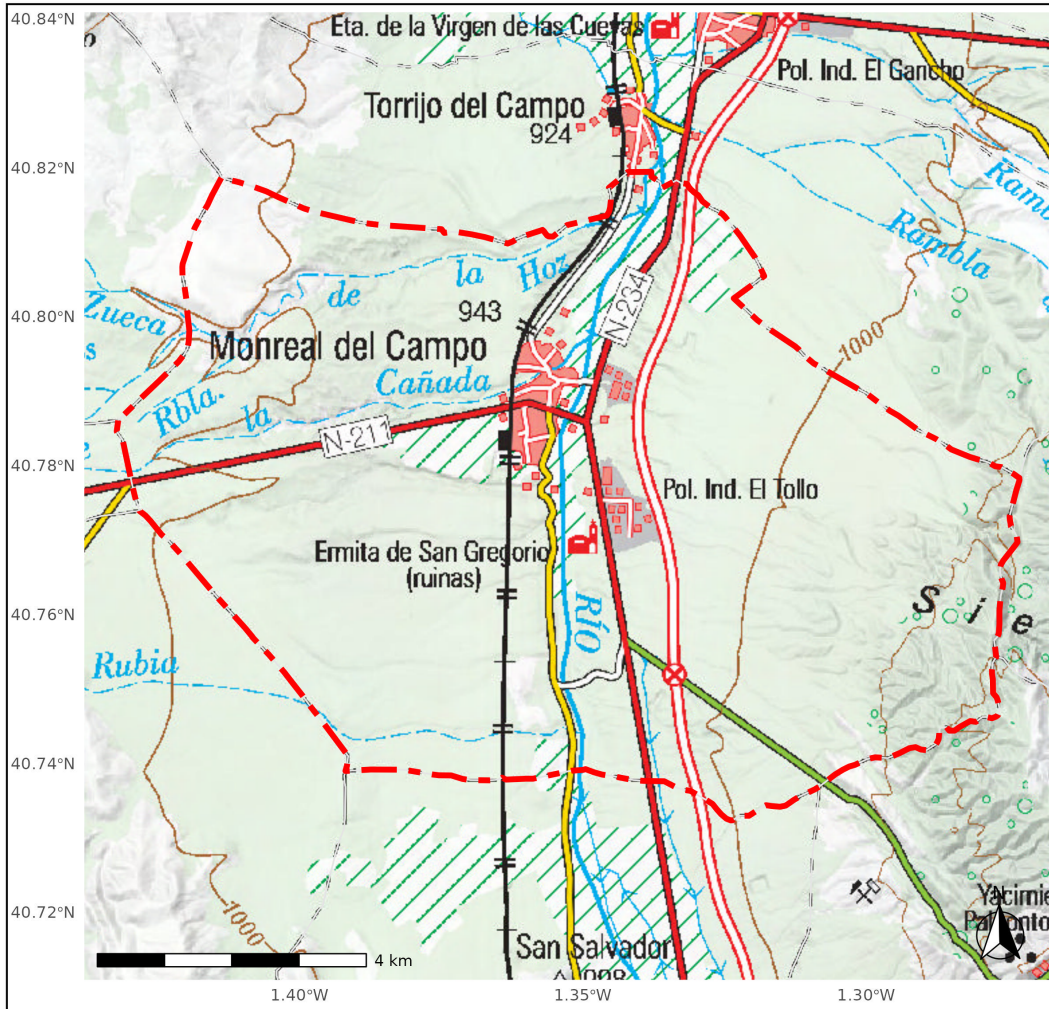 40.84°N
Eta. de la Virgen de las Cuevas
Pol. Ind. El Gancho
Torrijo del Campo
924
40.82°N
Rambla
Zueca
de
la
Hoz
N-234
40.80°N
943
1000
Monreal del Campo
s
Rbla.
la
Cañada
N-211
40.78°N
Pol. Ind. El Tollo
Ermita de San Gregorio
(ruinas)
RÍO
Sie
40.76°N
Rubia
40.74°N
40.72°N
1000
San Salvador
N
4 km
1.40°W
1.35°W
1.30°W